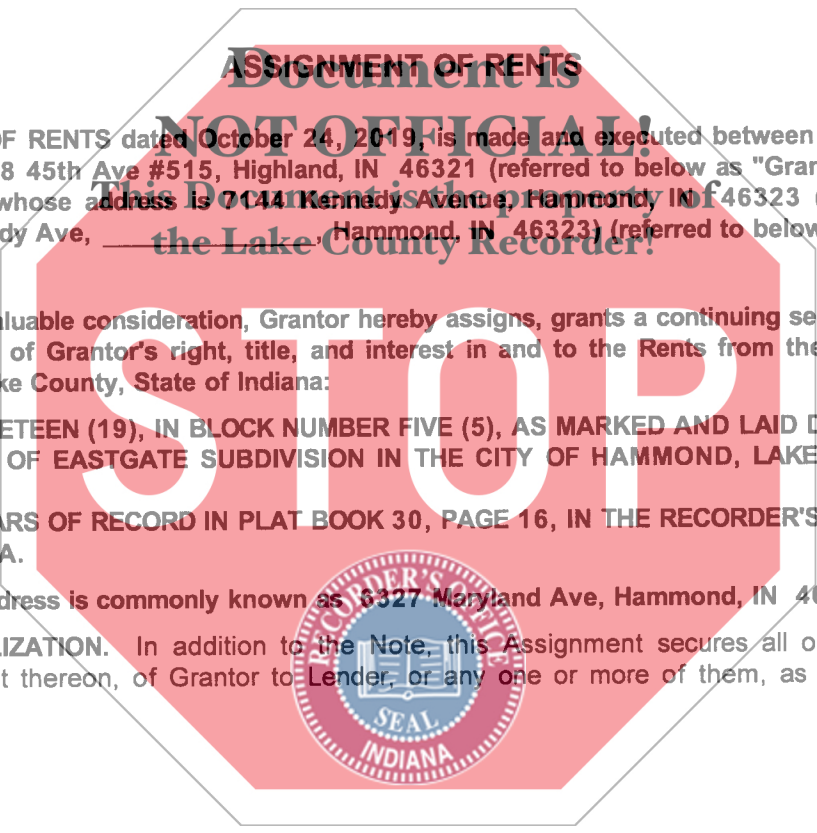 Document is
ASSIGNMENT OF RENTS
NOT OFFICIAL!
OF RENTS dated October 24, 2019, is made and executed between
8 45th Ave #515, Highland, IN 46321 (referred to below as "Gran
This Document is the property of
whose address is 7144 Kennedy Avenue, Hammond, IN 46323 (
dy Ave, ________________, Hammond, IN 46323) (referred to below
the Lake County Recorder!
aluable consideration, Grantor hereby assigns, grants a continuing se
of Grantor's right, title, and interest in and to the Rents from the
ke County, State of Indiana:
STOP
ETEEN (19), IN BLOCK NUMBER FIVE (5), AS MARKED AND LAID D
OF EASTGATE SUBDIVISION IN THE CITY OF HAMMOND, LAKE
ARS OF RECORD IN PLAT BOOK 30, PAGE 16, IN THE RECORDER'S
A.
dress is commonly known as 6327 Maryland Ave, Hammond, IN 46
LIZATION. In addition to the Note, this Assignment secures all o
t thereon, of Grantor to Lender, or any one or more of them, as
RECORDER'S OFFICE
SEAL
INDIANA